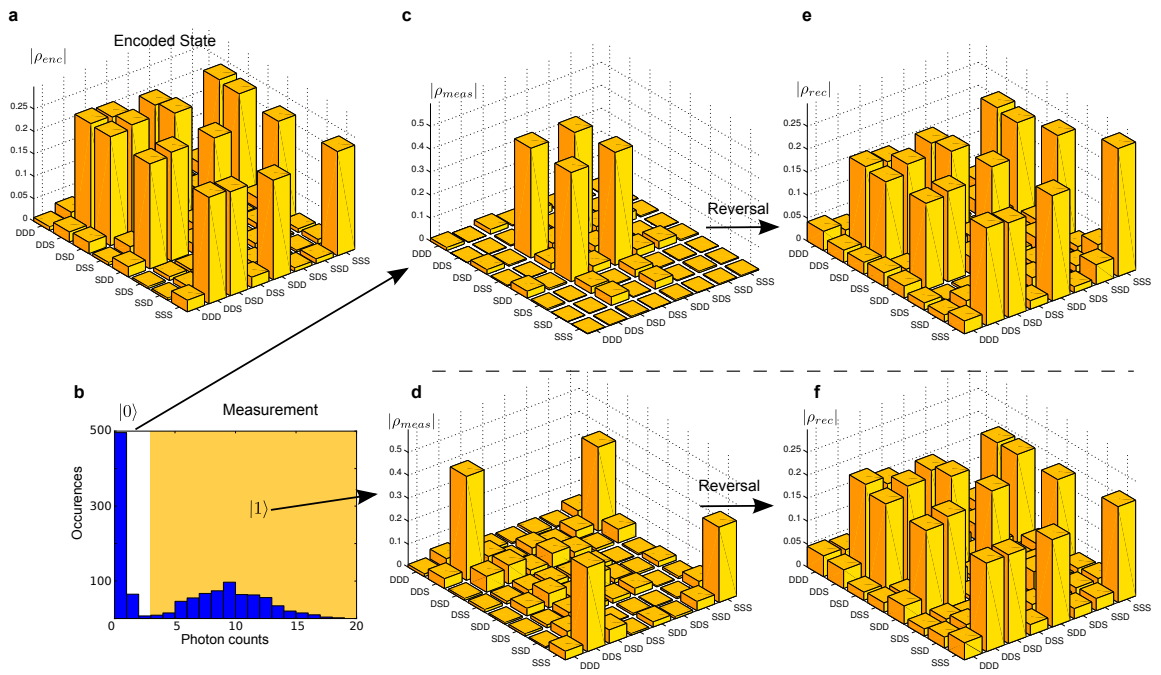 a
Encoded State
|ρenc|
0.25
0.2
0.15
0.1
0.05
0
DDD
DDS
DSD
DSS
SDD
SDS
SSD
SSS
DDD
DDS
DSD
DSS
SDD
SDS
SSD
SSS
c
|ρmeas|
0.5
0.4
0.3
0.2
0.1
0
DDD
DDS
DSD
DSS
SDD
SDS
SSD
SSS
DDD
DDS
DSD
DSS
SDD
SDS
SSD
SSS
Reversal
e
|ρrec|
0.25
0.2
0.15
0.1
0.05
0
DDD
DDS
DSD
DSS
SDD
SDS
SSD
SSS
DDD
DDS
DSD
DSS
SDD
SDS
SSD
SSS
b
|0⟩
Measurement
500
300
100
Occurences
|1⟩
0
5
10
15
20
Photon counts
d
|ρmeas|
0.5
0.4
0.3
0.2
0.1
0
DDD
DDS
DSD
DSS
SDD
SDS
SSD
SSS
DDD
DDS
DSD
DSS
SDD
SDS
SSD
SSS
Reversal
f
|ρrec|
0.25
0.2
0.15
0.1
0.05
0
DDD
DDS
DSD
DSS
SDD
SDS
SSD
SSS
DDD
DDS
DSD
DSS
SDD
SDS
SSD
SSS